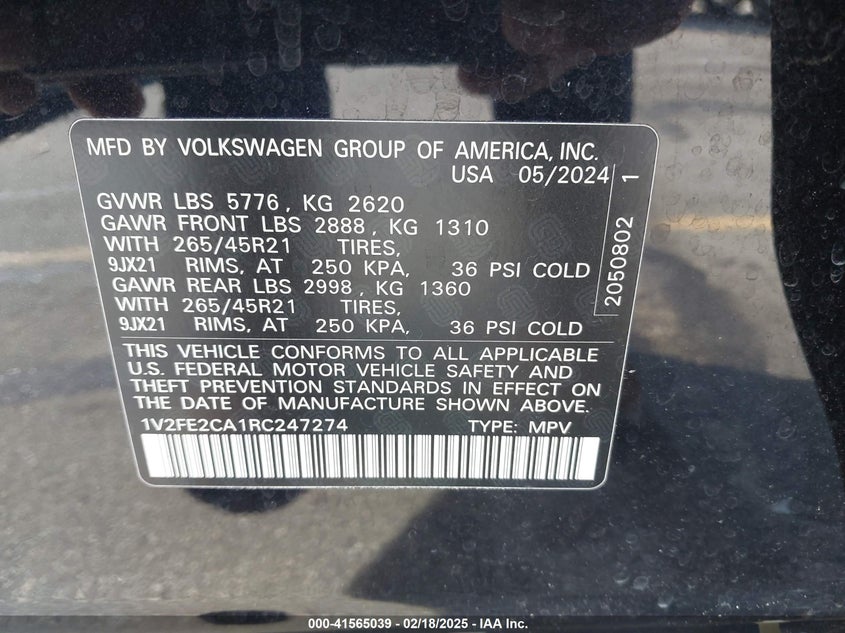 MFD BY VOLKSWAGEN GROUP OF AMERICA, INC.
USA 05/2024
GVWR LBS 5776, KG 2620
GAWR FRONT LBS 2888, KG 1310
WITH 265/45R21 TIRES,
9JX21 RIMS, AT 250 KPA, 36 PSI COLD
GAWR REAR LBS 2998, KG 1360
WITH 265/45R21 TIRES,
9JX21 RIMS, AT 250 KPA, 36 PSI COLD
2050802 1
THIS VEHICLE CONFORMS TO ALL APPLICABLE
U.S. FEDERAL MOTOR VEHICLE SAFETY AND
THEFT PREVENTION STANDARDS IN EFFECT ON
THE DATE OF MANUFACTURE SHOWN ABOVE.
1V2FE2CA1RC247274 TYPE: MPV
000-41565039 - 02/18/2025 - IAA Inc.